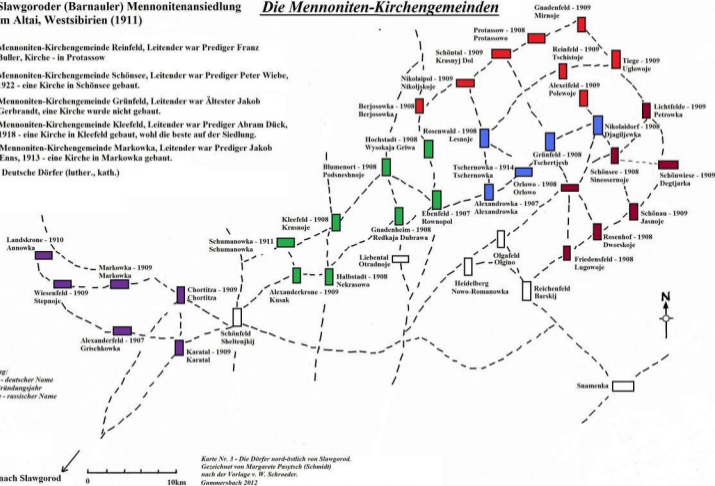 Slawgoroder (Barnauler) Mennonitenansiedlung
im Altai, Westsibirien (1911)
Die Mennoniten-Kirchengemeinden
Mennoniten-Kirchengemeinde Reinfeld, Leitender war Prediger Franz
Buller, Kirche - in Protassow
Mennoniten-Kirchengemeinde Schönsee, Leitender war Prediger Peter Wiebe,
1922 - eine Kirche in Schönsee gebaut.
Mennoniten-Kirchengemeinde Grünfeld, Leitender war Ältester Jakob
Gerbrandt, eine Kirche wurde nicht gebaut.
Mennoniten-Kirchengemeinde Kleefeld, Leitender war Prediger Abram Dück,
1918 - eine Kirche in Kleefeld gebaut, wohl die beste auf der Siedlung.
Mennoniten-Kirchengemeinde Markowka, Leitender war Prediger Jakob
Enns, 1913 - eine Kirche in Markowka gebaut.
Deutsche Dörfer (luther., kath.)
Gnadenfeld - 1909
Mirnoje
Protassow - 1908
Protassowo
Schöntal - 1909
Krasnyj Dol
Reinfeld - 1909
Tschistoje
Tiege - 1909
Uglowoje
Nikolaipol - 1909
Nikoljskoje
Alexeifeld - 1908
Polewoje
Berjosowka - 1908
Berjosowka
Lichtfelde - 1909
Petrowka
Rosenwald - 1908
Lesnoje
Nikolaidorf - 1908
Djagiljewka
Hochstadt - 1908
Wysokaja Griwa
Grünfeld - 1908
Tschertjosh
Blumenort - 1908
Podsneshnoje
Tschernowka - 1914
Tschernowka
Schönsee - 1908
Sineosernoje
Schönwiese - 1909
Degtjarka
Orlowo - 1908
Orlowo
Alexandrowka - 1907
Alexandrowka
Ebenfeld - 1907
Rownopol
Schönau - 1909
Jasnoje
Kleefeld - 1908
Krasnoje
Gnadenheim - 1908
Redkaja Dubrawa
Rosenhof - 1908
Dworskoje
Landskrone - 1910
Annowka
Schumanowka - 1911
Schumanowka
Olgafeld
Olgino
Liebental
Otradnoje
Friedensfeld - 1908
Lugowoje
Markowka - 1909
Markowka
Heidelberg
Nowo-Romanowka
Halbstadt - 1908
Nekrasowo
Reichenfeld
Barskij
Wiesenfeld - 1909
Stepnoje
Chortitza - 1909
Chortitza
Alexanderkrone - 1909
Kusak
N
Alexanderfeld - 1907
Grischkowka
Schönfeld
Sheltenjkij
Karatal - 1909
Karatal
Snamenka
- deutscher Name
- russischer Name
nach Slawgorod
0
10km
Karte Nr. 3 - Die Dörfer nord-östlich von Slawgorod.
Gezeichnet von Margarete Pasytsch (Schmidt)
nach der Vorlage v. W. Schroeder.
Gummersbach 2012